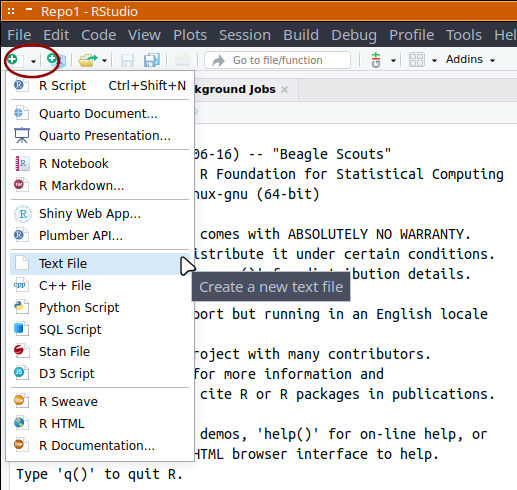 Repo1 - RStudio
File Edit Code View Plots Session Build Debug Profile Tools Hel
Go to file/function Git Addins
R Script Ctrl+Shift+N
kground Jobs
Quarto Document...
Quarto Presentation...
06-16) -- "Beagle Scouts"
R Notebook
R Foundation for Statistical Computing
R Markdown...
nux-gnu (64-bit)
Shiny Web App...
Plumber API...
comes with ABSOLUTELY NO WARRANTY.
istribute it under certain conditions.
Text File
for distribution details.
C++ File
Create a new text file
Python Script
port but running in an English locale
SQL Script
Stan File
roject with many contributors.
D3 Script
for more information and
cite R or R packages in publications.
R Sweave
R HTML
demos, 'help()' for on-line help, or
R Documentation...
HTML browser interface to help.
Type 'q()' to quit R.